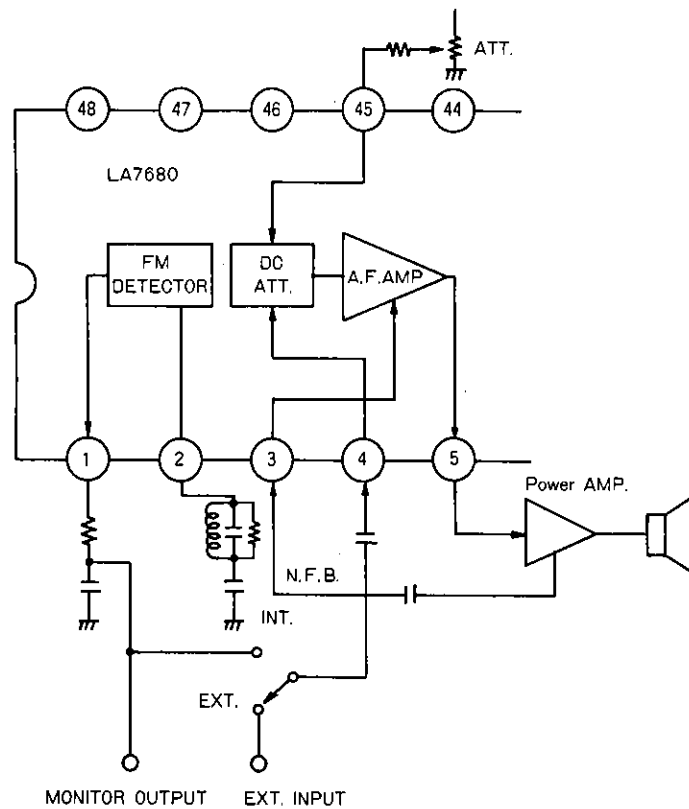 ATT.
48 47 46 45 44
LA7680
FM
DETECTOR
DC
ATT.
A.F.AMP
1 2 3 4 5
Power AMP.
N.F.B.
INT.
EXT.
MONITOR OUTPUT EXT. INPUT